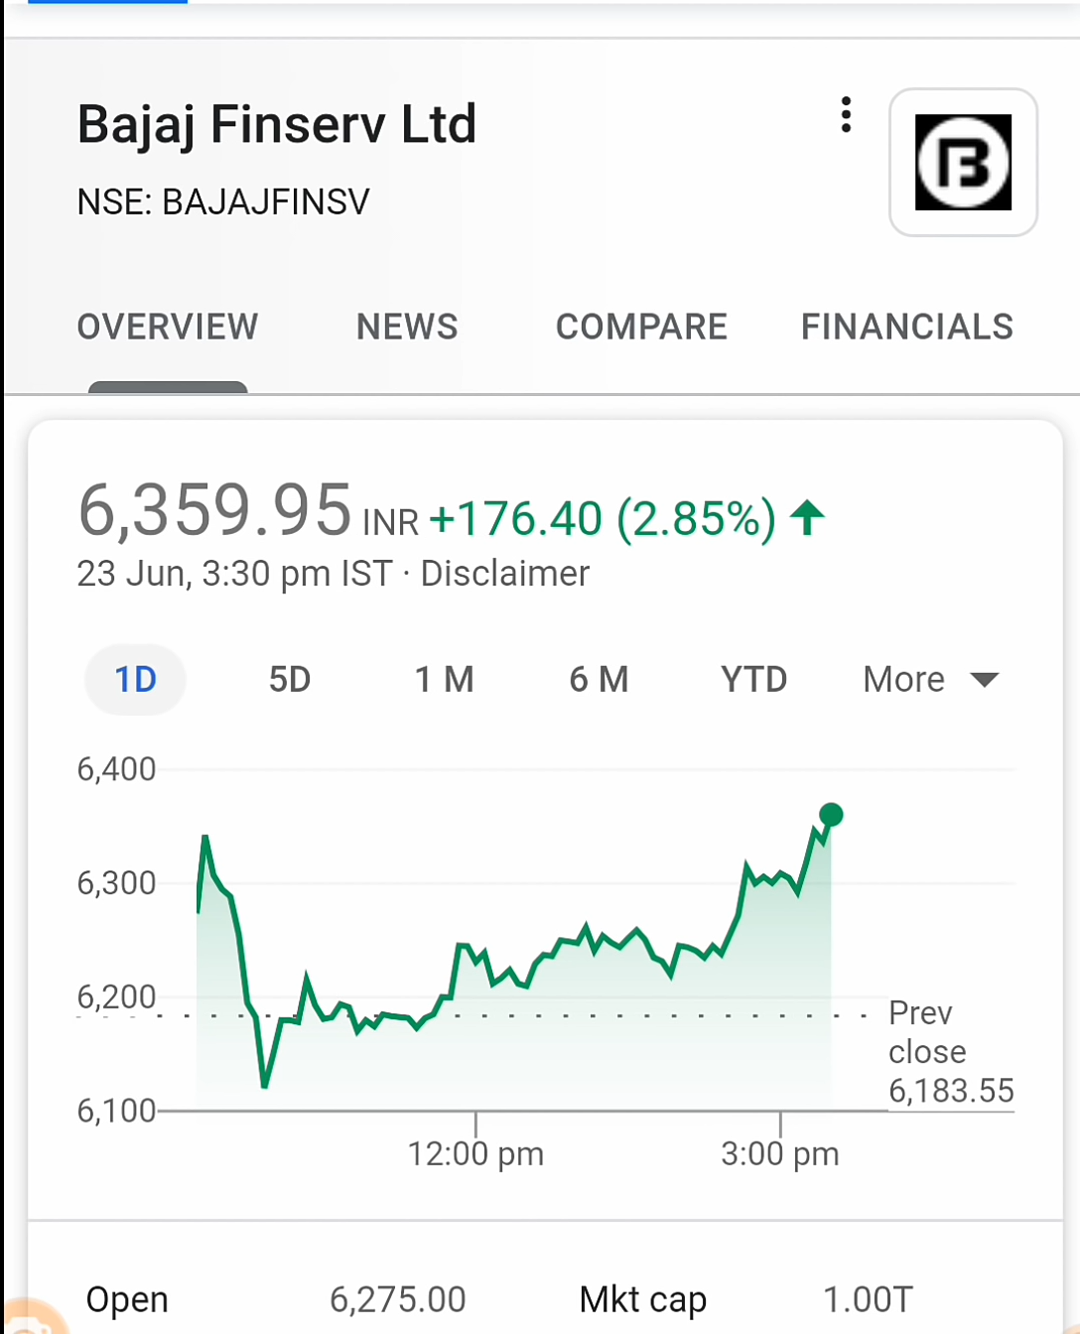 Bajaj Finserv Ltd
NSE: BAJAJFINSV
OVERVIEW NEWS COMPARE FINANCIALS
6,359.95 INR +176.40 (2.85%)
23 Jun, 3:30 pm IST · Disclaimer
1D 5D 1 M 6 M YTD More
6,400
6,300
6,200
Prev
close
6,183.55
6,100
12:00 pm 3:00 pm
Open 6,275.00 Mkt cap 1.00T